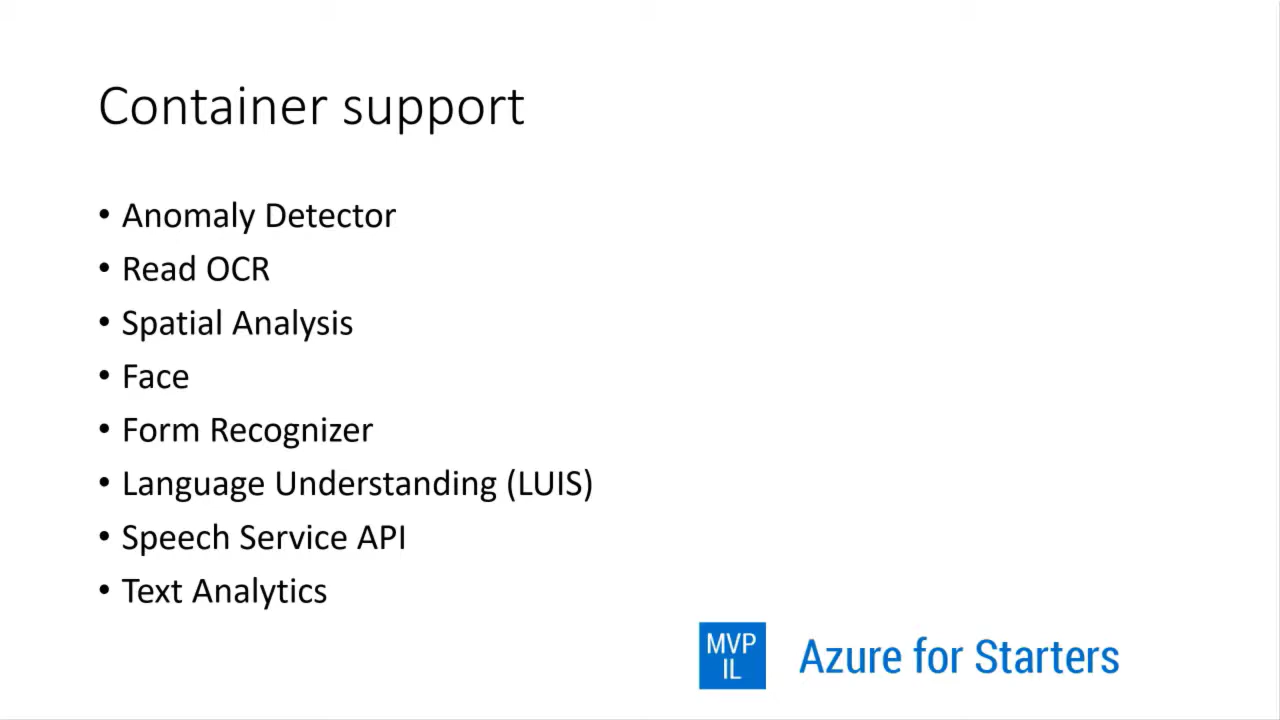 Container support
• Anomaly Detector
• Read OCR
• Spatial Analysis
• Face
• Form Recognizer
• Language Understanding (LUIS)
• Speech Service API
• Text Analytics
MVP
IL
Azure for Starters